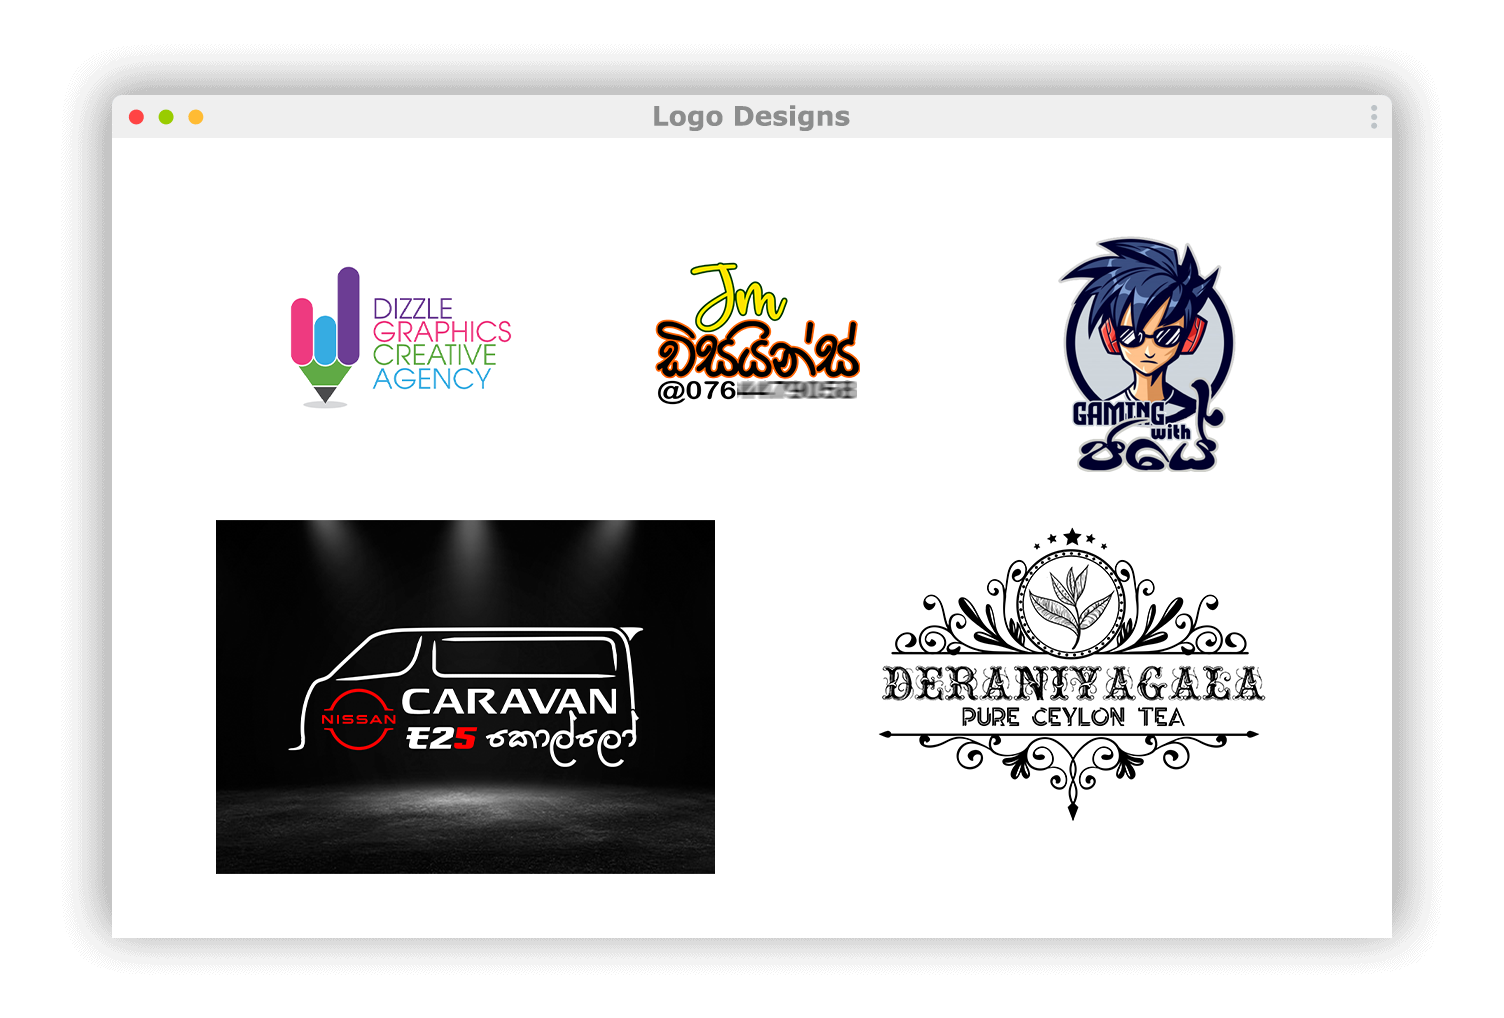 Logo Designs
DIZZLE
GRAPHICS
CREATIVE
AGENCY
Jm
ඩිසයින්ස්
@076
GAMING
with
NISSAN
CARAVAN
E25 කොල්ලෝ
DERANIYAGALA
PURE CEYLON TEA